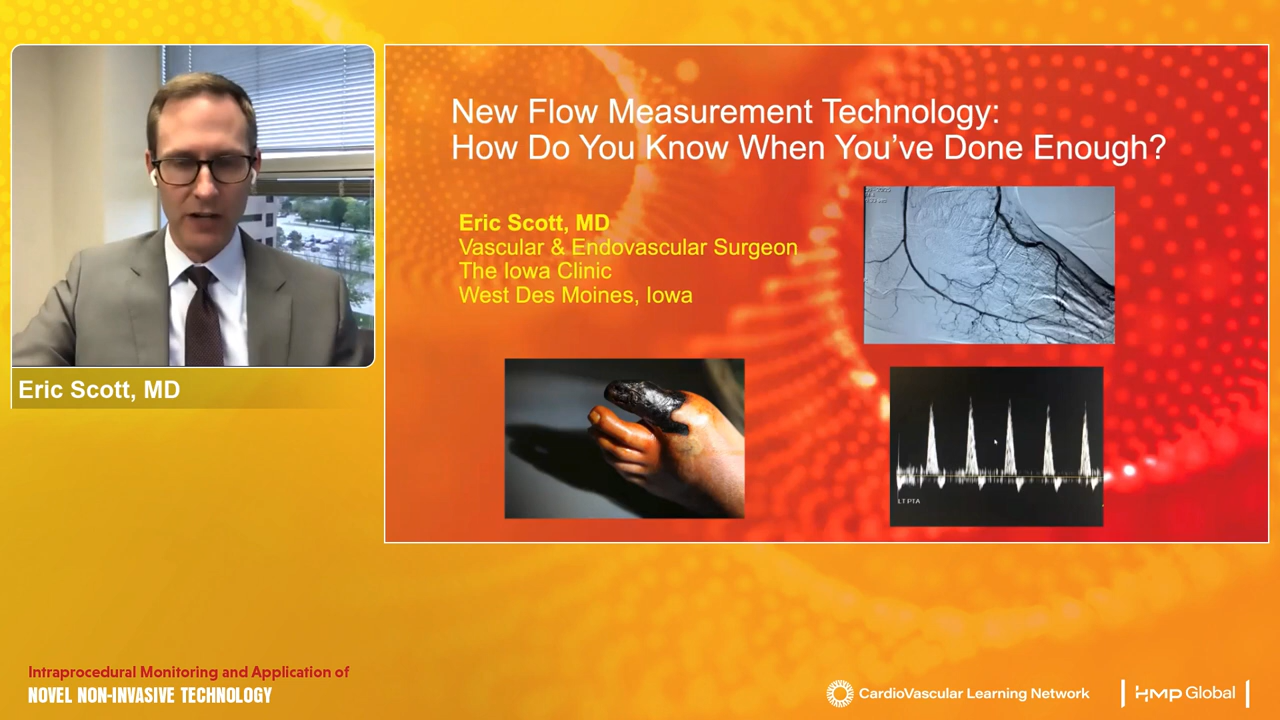 New Flow Measurement Technology:
How Do You Know When You've Done Enough?
Eric Scott, MD
Vascular & Endovascular Surgeon
The Iowa Clinic
West Des Moines, Iowa
LT PTA
Eric Scott, MD
Intraprocedural Monitoring and Application of
NOVEL NON-INVASIVE TECHNOLOGY
CardioVascular Learning Network
HMP Global